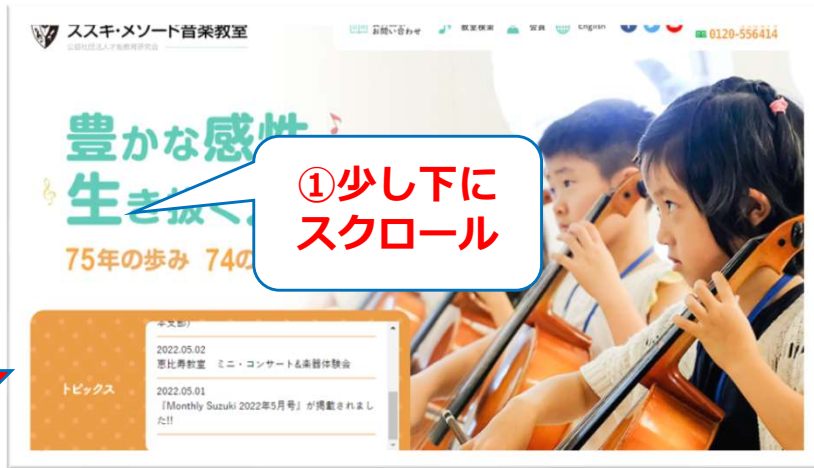 スズキ・メソード音楽教室
公益社団法人才能教育研究会
お問い合わせ
教室検索
会員
English
0120-556414
豊かな感性
生き抜く
75年の歩み 74の
①少し下に
スクロール
本支部)
2022.05.02
恵比寿教室 ミニ・コンサート&楽器体験会
トピックス
2022.05.01
『Monthly Suzuki 2022年5月号』が掲載されまし
た!!